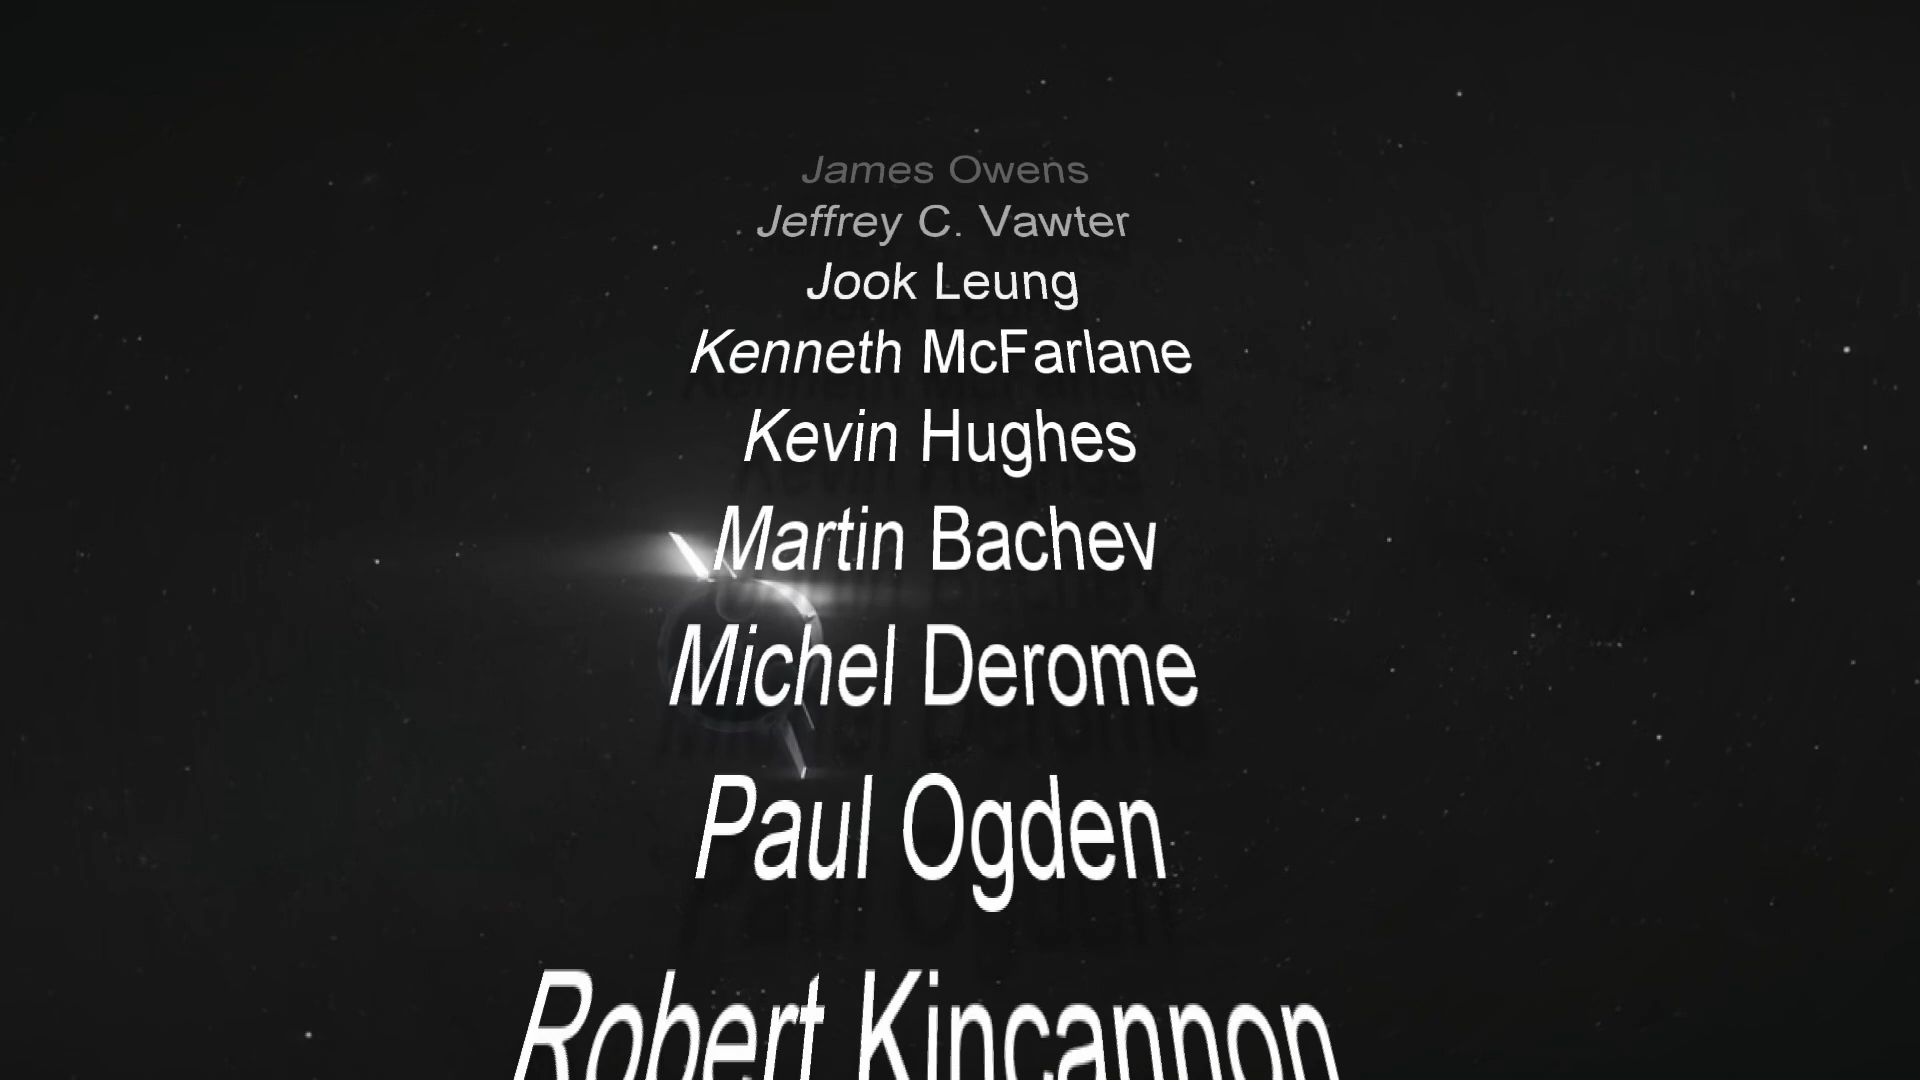 James Owens
Jeffrey C. Vawter
Jook Leung
Kenneth McFarlane
Kevin Hughes
Martin Bachev
Michel Derome
Paul Ogden
Robert Kincannon